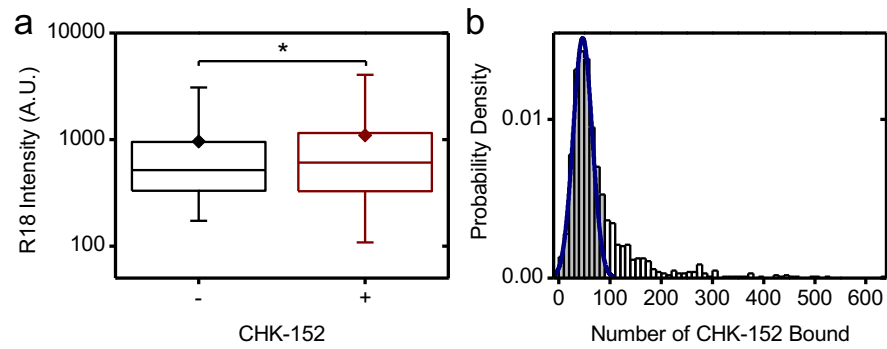 a
10000
1000
100
R18 Intensity (A.U.)
*
-
+
CHK-152
b
0.01
0.00
Probability Density
0
100
200
300
400
500
600
Number of CHK-152 Bound